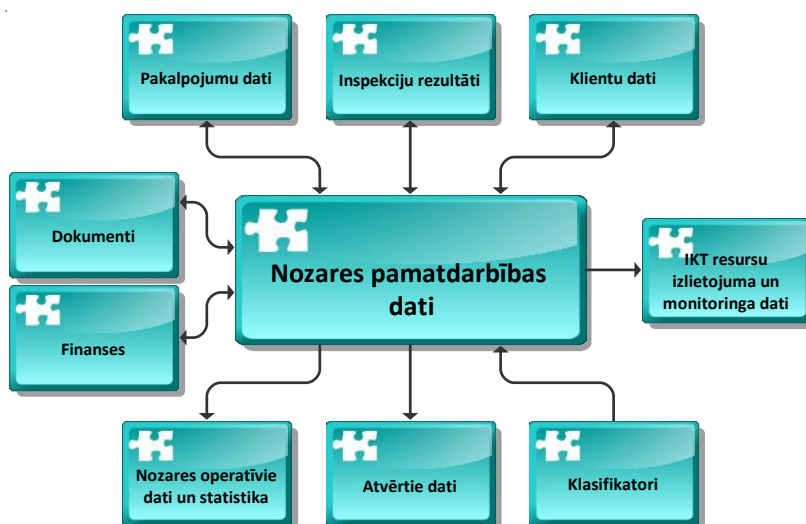 Pakalpojumu dati
Inspekciju rezultāti
Klientu dati
Dokumenti
Nozares pamatdarbības
dati
IKT resursu
izlietojuma un
monitoringa dati
Finanses
Nozares operatīvie
dati un statistika
Atvērtie dati
Klasifikatori